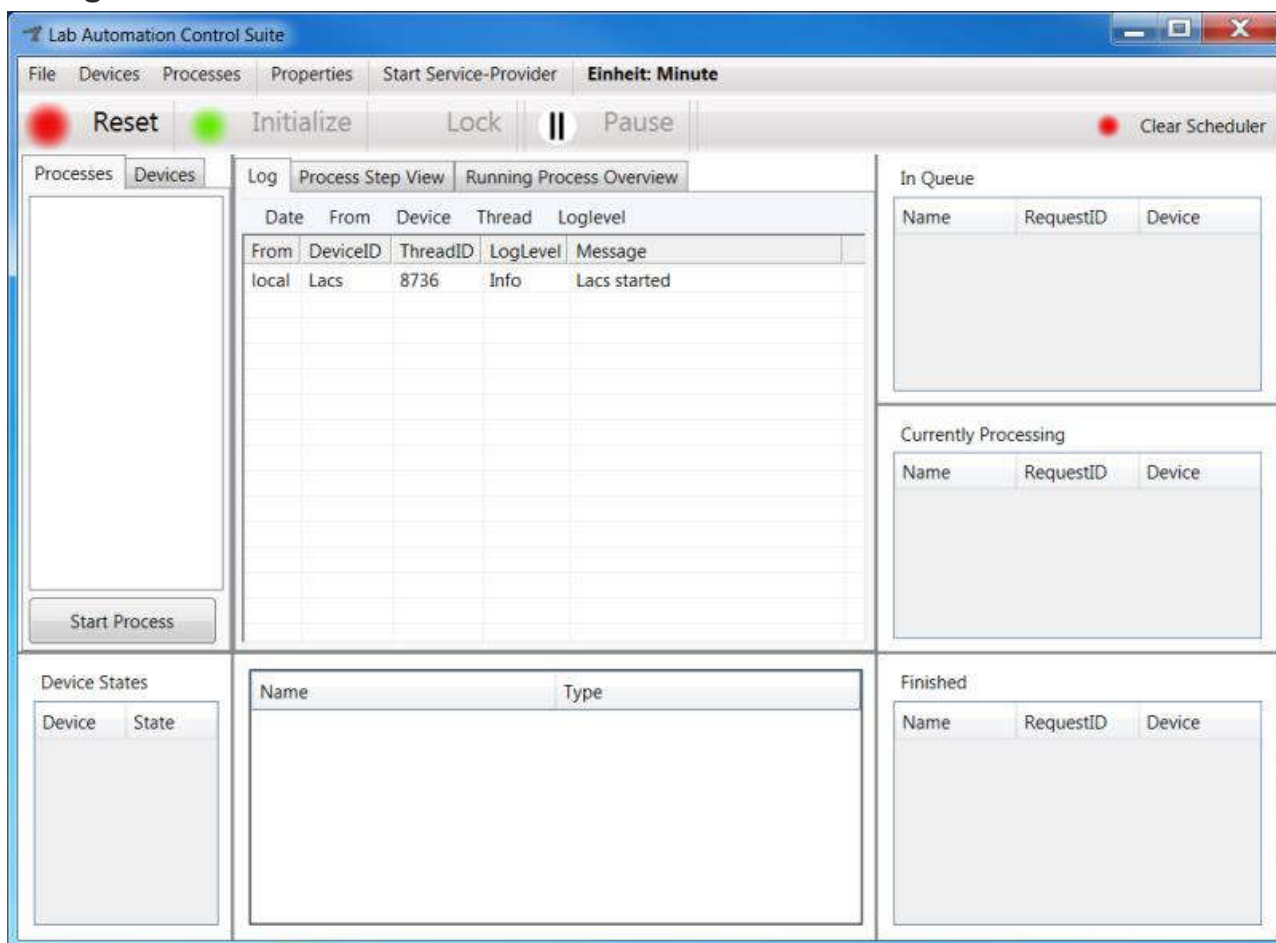 Lab Automation Control Suite
File Devices Processes Properties Start Service-Provider Einheit: Minute
Reset Initialize Lock Pause Clear Scheduler
Processes Devices
Start Process
Log Process Step View Running Process Overview
Date From Device Thread Loglevel
From DeviceID ThreadID LogLevel Message
local Lacs 8736 Info Lacs started
In Queue
Name RequestID Device
Currently Processing
Name RequestID Device
Device States
Device State
Name Type
Finished
Name RequestID Device